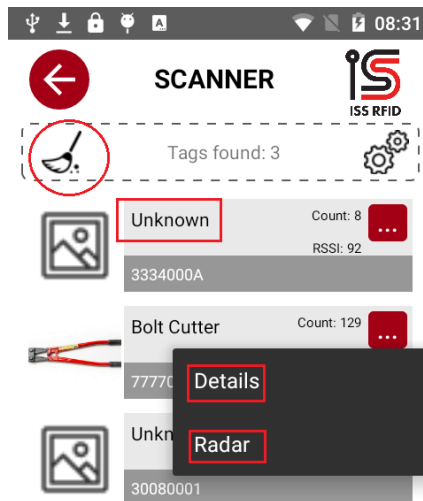 08:31
SCANNER
ISS RFID
Tags found: 3
Unknown
Count: 8
...
RSSI: 92
3334000A
Bolt Cutter
Count: 129
...
Details
Radar
30080001